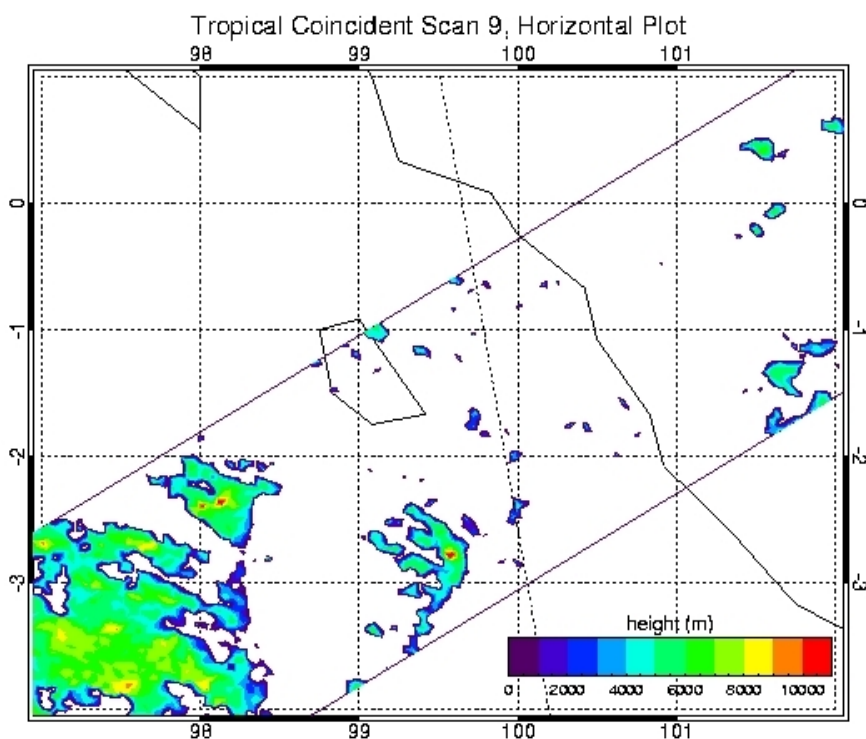 Tropical Coincident Scan 9, Horizontal Plot
98 99 100 101
0 0
-1 -1
-2 -2
-3 -3
height (m)
0 2000 4000 6000 8000 10000
98 99 100 101